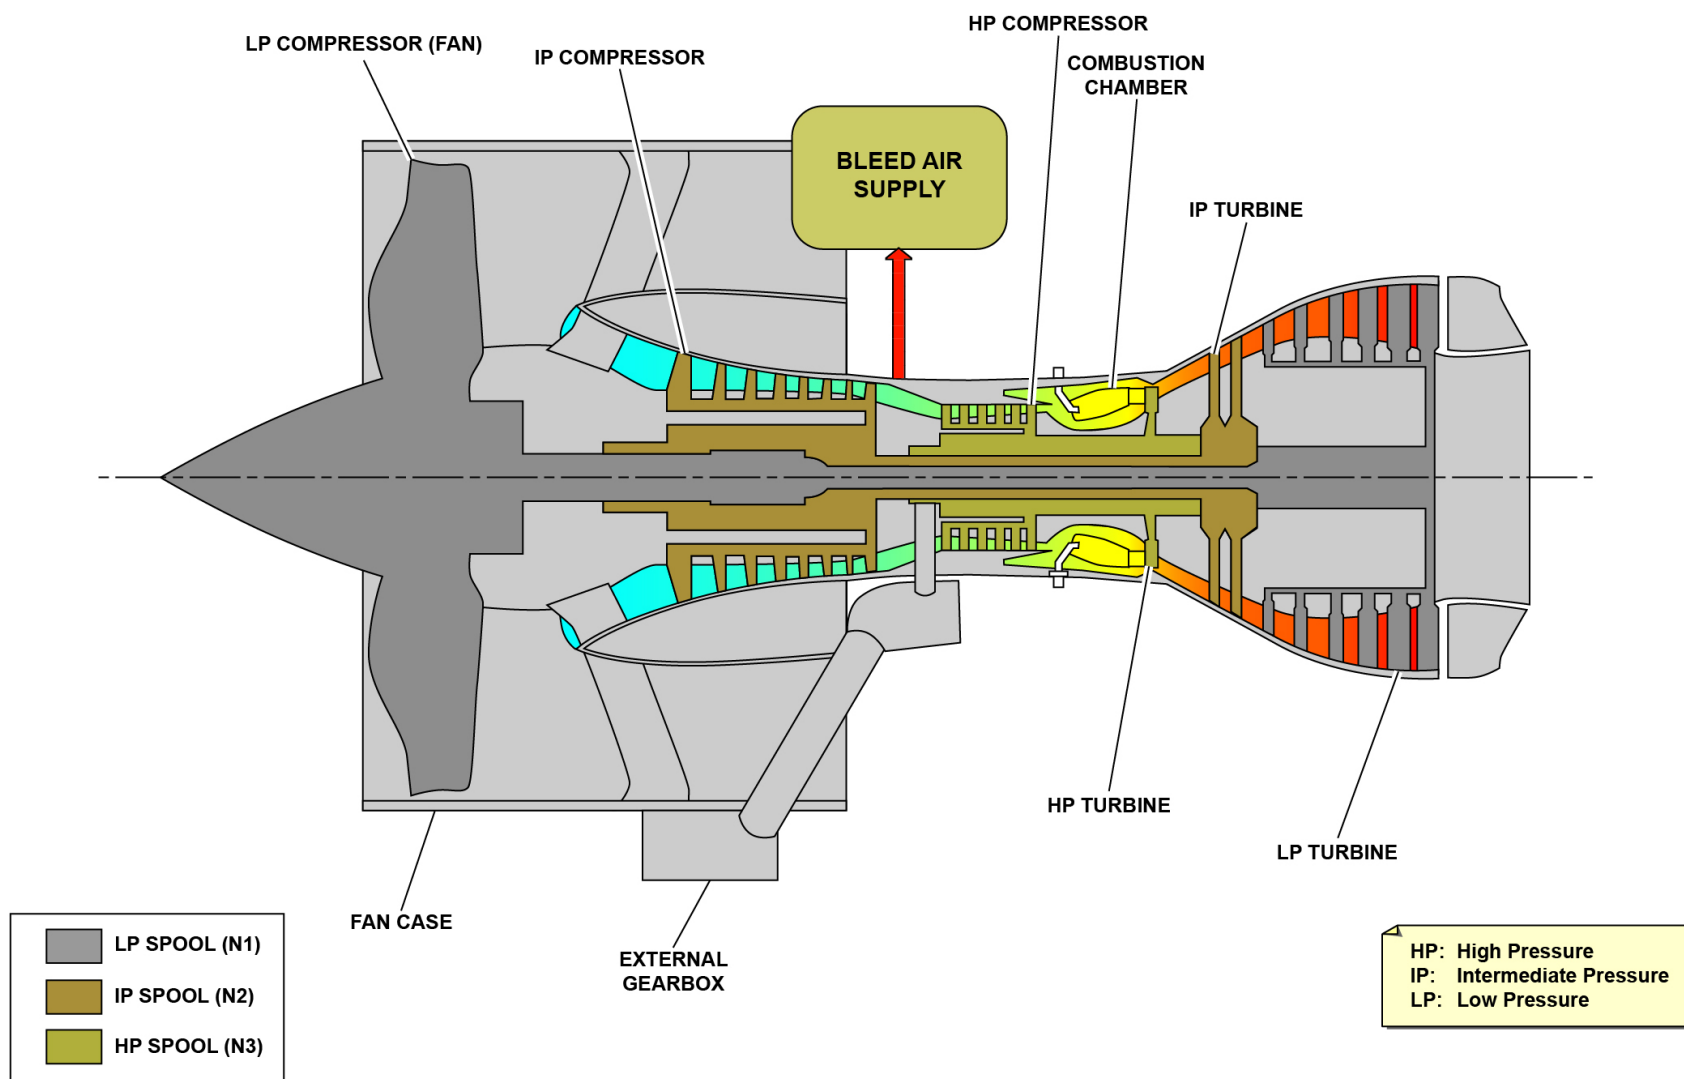 HP COMPRESSOR
LP COMPRESSOR (FAN)
IP COMPRESSOR
COMBUSTION
CHAMBER
BLEED AIR
SUPPLY
IP TURBINE
HP TURBINE
LP TURBINE
FAN CASE
EXTERNAL
GEARBOX
LP SPOOL (N1)
IP SPOOL (N2)
HP SPOOL (N3)
HP: High Pressure
IP: Intermediate Pressure
LP: Low Pressure